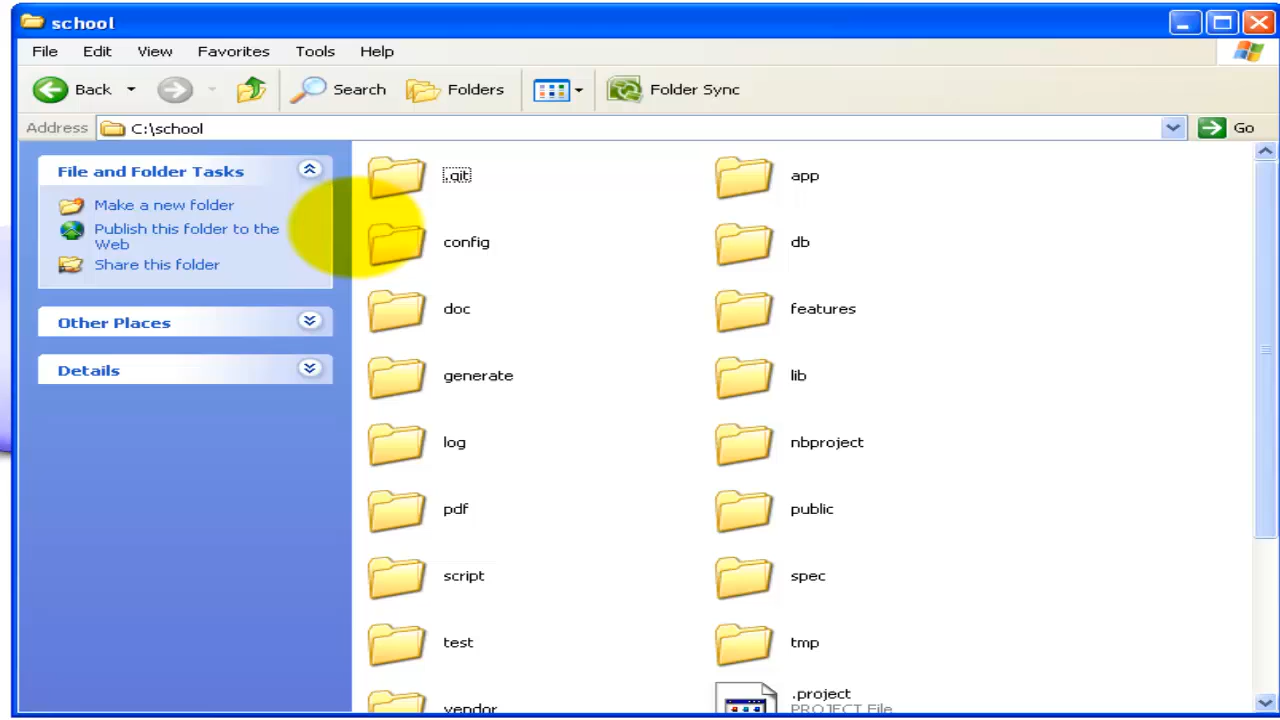 school
File Edit View Favorites Tools Help
Back Search Folders Folder Sync
Address C:\school Go
File and Folder Tasks
Make a new folder
Publish this folder to the
Web
Share this folder
Other Places
Details
.git app
config db
doc features
generate lib
log nbproject
pdf public
script spec
test tmp
vendor .project
PROJECT File